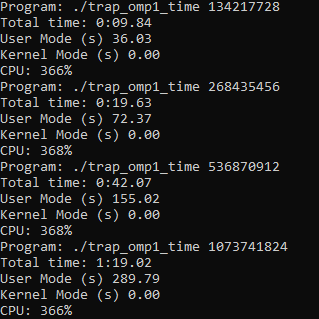 Program: ./trap_omp1_time 134217728
Total time: 0:09.84
User Mode (s) 36.03
Kernel Mode (s) 0.00
CPU: 366%
Program: ./trap_omp1_time 268435456
Total time: 0:19.63
User Mode (s) 72.37
Kernel Mode (s) 0.00
CPU: 368%
Program: ./trap_omp1_time 536870912
Total time: 0:42.07
User Mode (s) 155.02
Kernel Mode (s) 0.00
CPU: 368%
Program: ./trap_omp1_time 1073741824
Total time: 1:19.02
User Mode (s) 289.79
Kernel Mode (s) 0.00
CPU: 366%